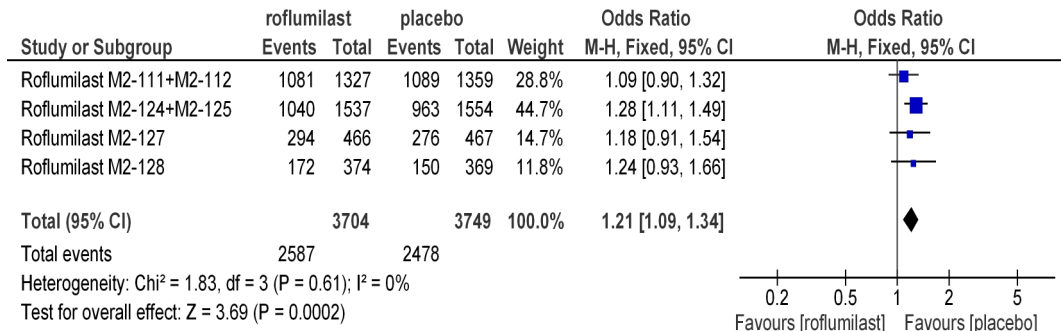 roflumilast placebo Odds Ratio Odds Ratio
Study or Subgroup Events Total Events Total Weight M-H, Fixed, 95% CI M-H, Fixed, 95% CI
Roflumilast M2-111+M2-112 1081 1327 1089 1359 28.8% 1.09 [0.90, 1.32]
Roflumilast M2-124+M2-125 1040 1537 963 1554 44.7% 1.28 [1.11, 1.49]
Roflumilast M2-127 294 466 276 467 14.7% 1.18 [0.91, 1.54]
Roflumilast M2-128 172 374 150 369 11.8% 1.24 [0.93, 1.66]
Total (95% CI) 3704 3749 100.0% 1.21 [1.09, 1.34]
Total events 2587 2478
Heterogeneity: Chi² = 1.83, df = 3 (P = 0.61); I² = 0%
Test for overall effect: Z = 3.69 (P = 0.0002)
0.2 0.5 1 2 5
Favours [roflumilast] Favours [placebo]